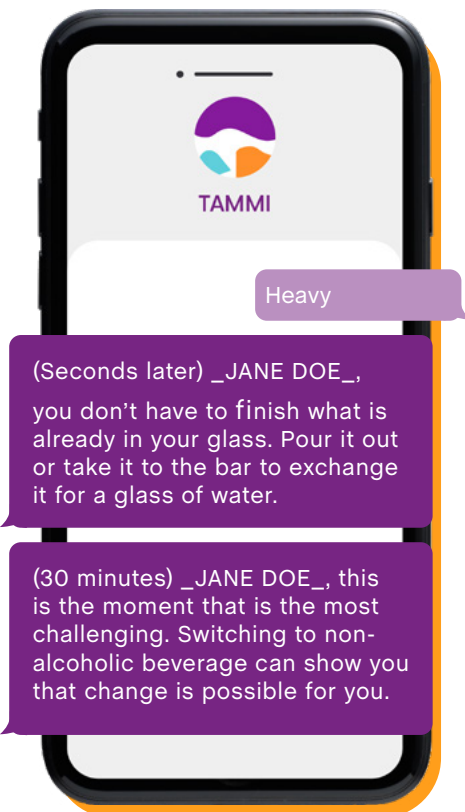 TAMMI
Heavy
(Seconds later) _JANE DOE_,
you don’t have to finish what is
already in your glass. Pour it out
or take it to the bar to exchange
it for a glass of water.
(30 minutes) _JANE DOE_, this
is the moment that is the most
challenging. Switching to non-
alcoholic beverage can show you
that change is possible for you.